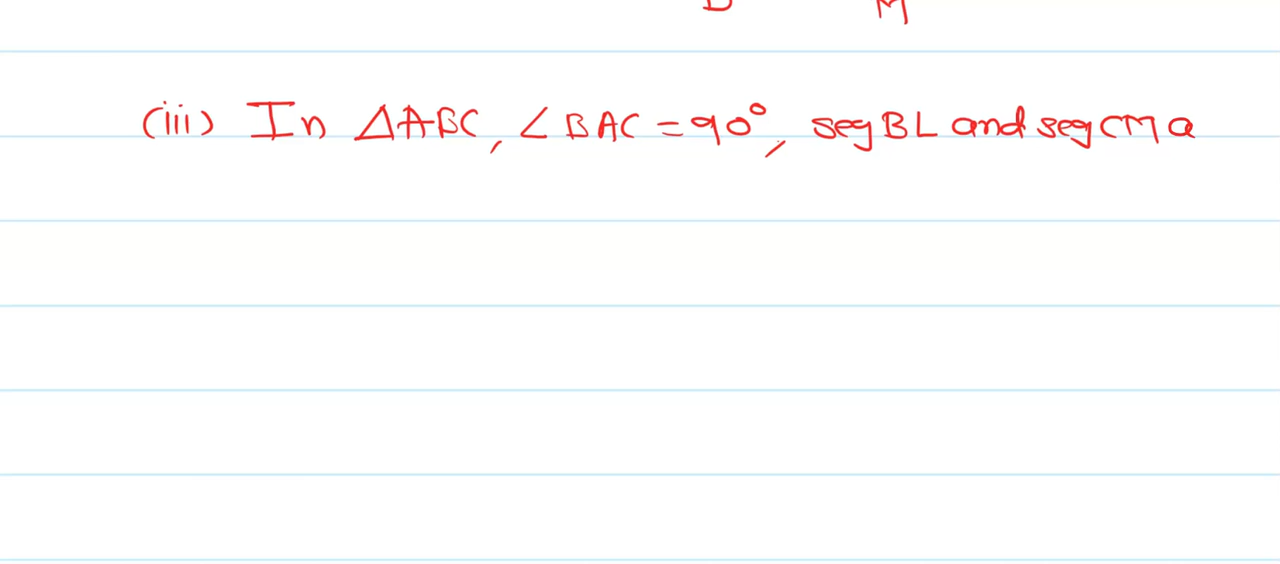 (iii) In △ABC, ∠BAC = 90°, seg BL and seg CM a